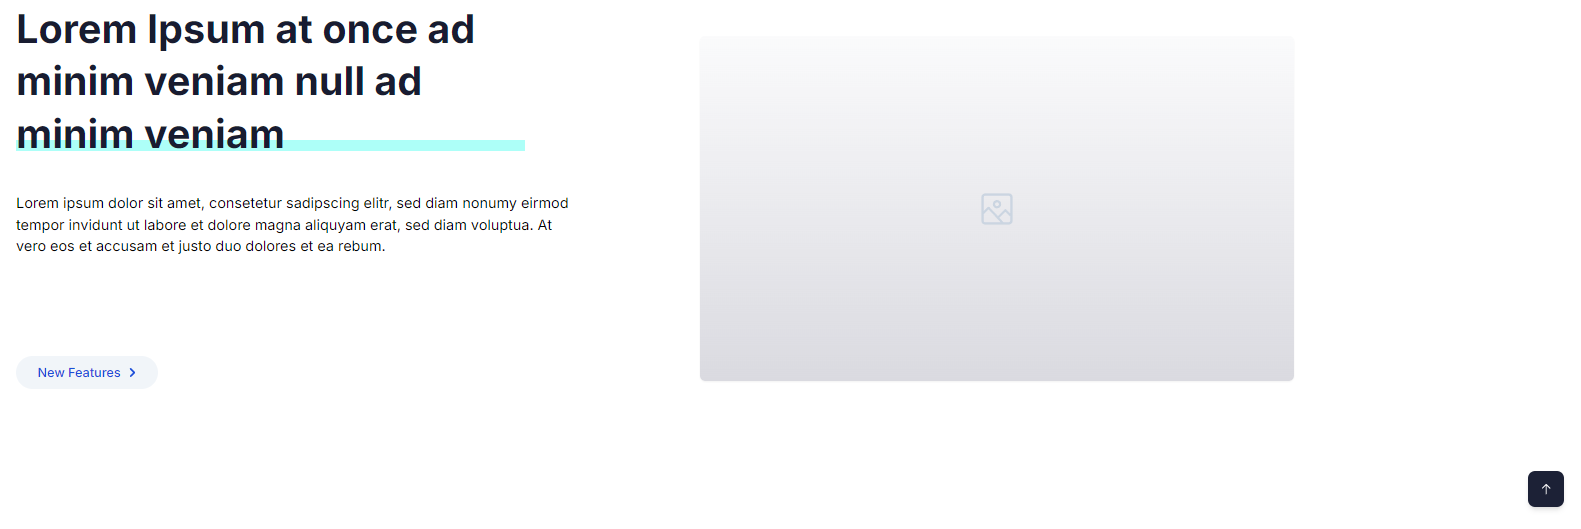 Lorem Ipsum at once ad
minim veniam null ad
minim veniam
Lorem ipsum dolor sit amet, consetetur sadipscing elitr, sed diam nonumy eirmod
tempor invidunt ut labore et dolore magna aliquyam erat, sed diam voluptua. At
vero eos et accusam et justo duo dolores et ea rebum.
New Features